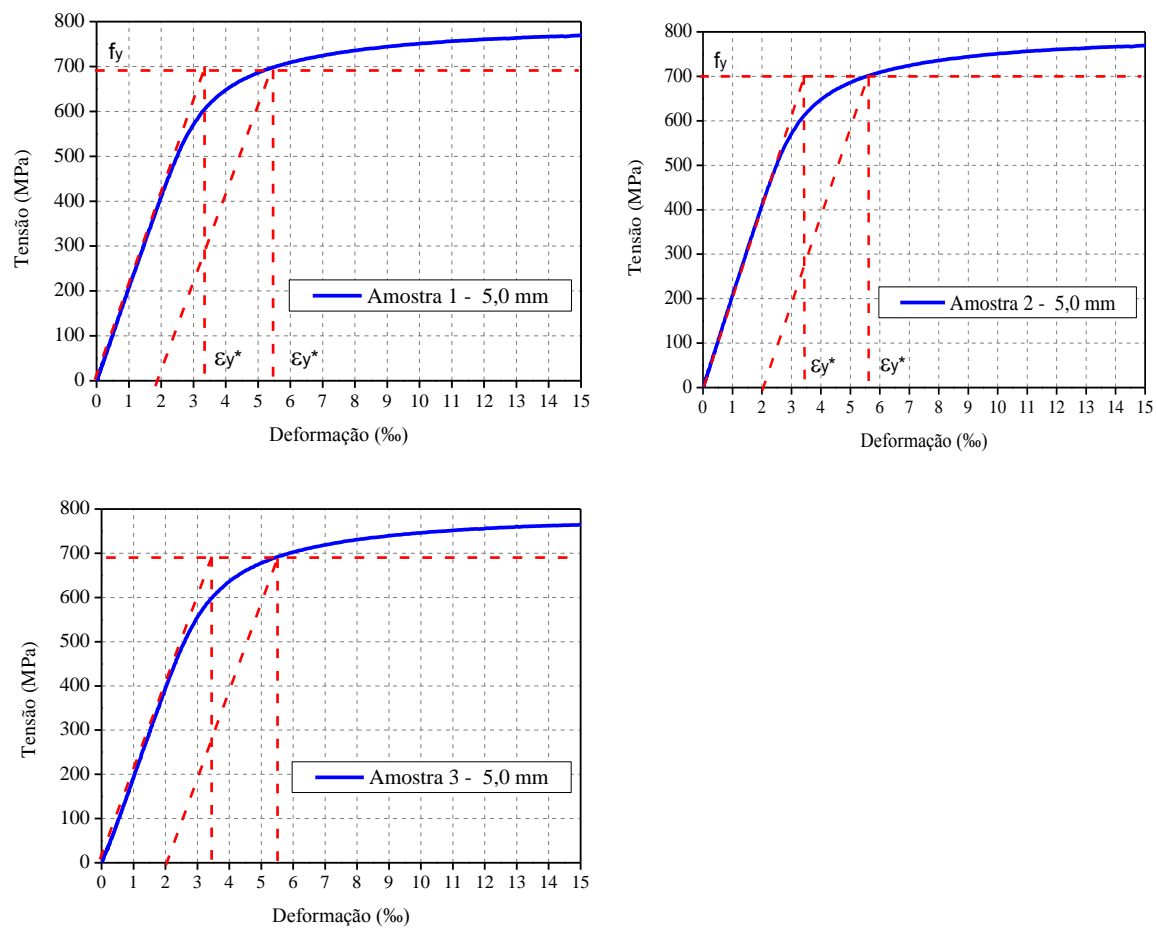 800
700
600
500
400
300
200
100
0
Tensão (MPa)
fy
Amostra 1 - 5,0 mm
εy* εy*
0 1 2 3 4 5 6 7 8 9 10 11 12 13 14 15
Deformação (‰)
800
700
600
500
400
300
200
100
0
Tensão (MPa)
fy
Amostra 2 - 5,0 mm
εy* εy*
0 1 2 3 4 5 6 7 8 9 10 11 12 13 14 15
Deformação (‰)
800
700
600
500
400
300
200
100
0
Tensão (MPa)
Amostra 3 - 5,0 mm
0 1 2 3 4 5 6 7 8 9 10 11 12 13 14 15
Deformação (‰)